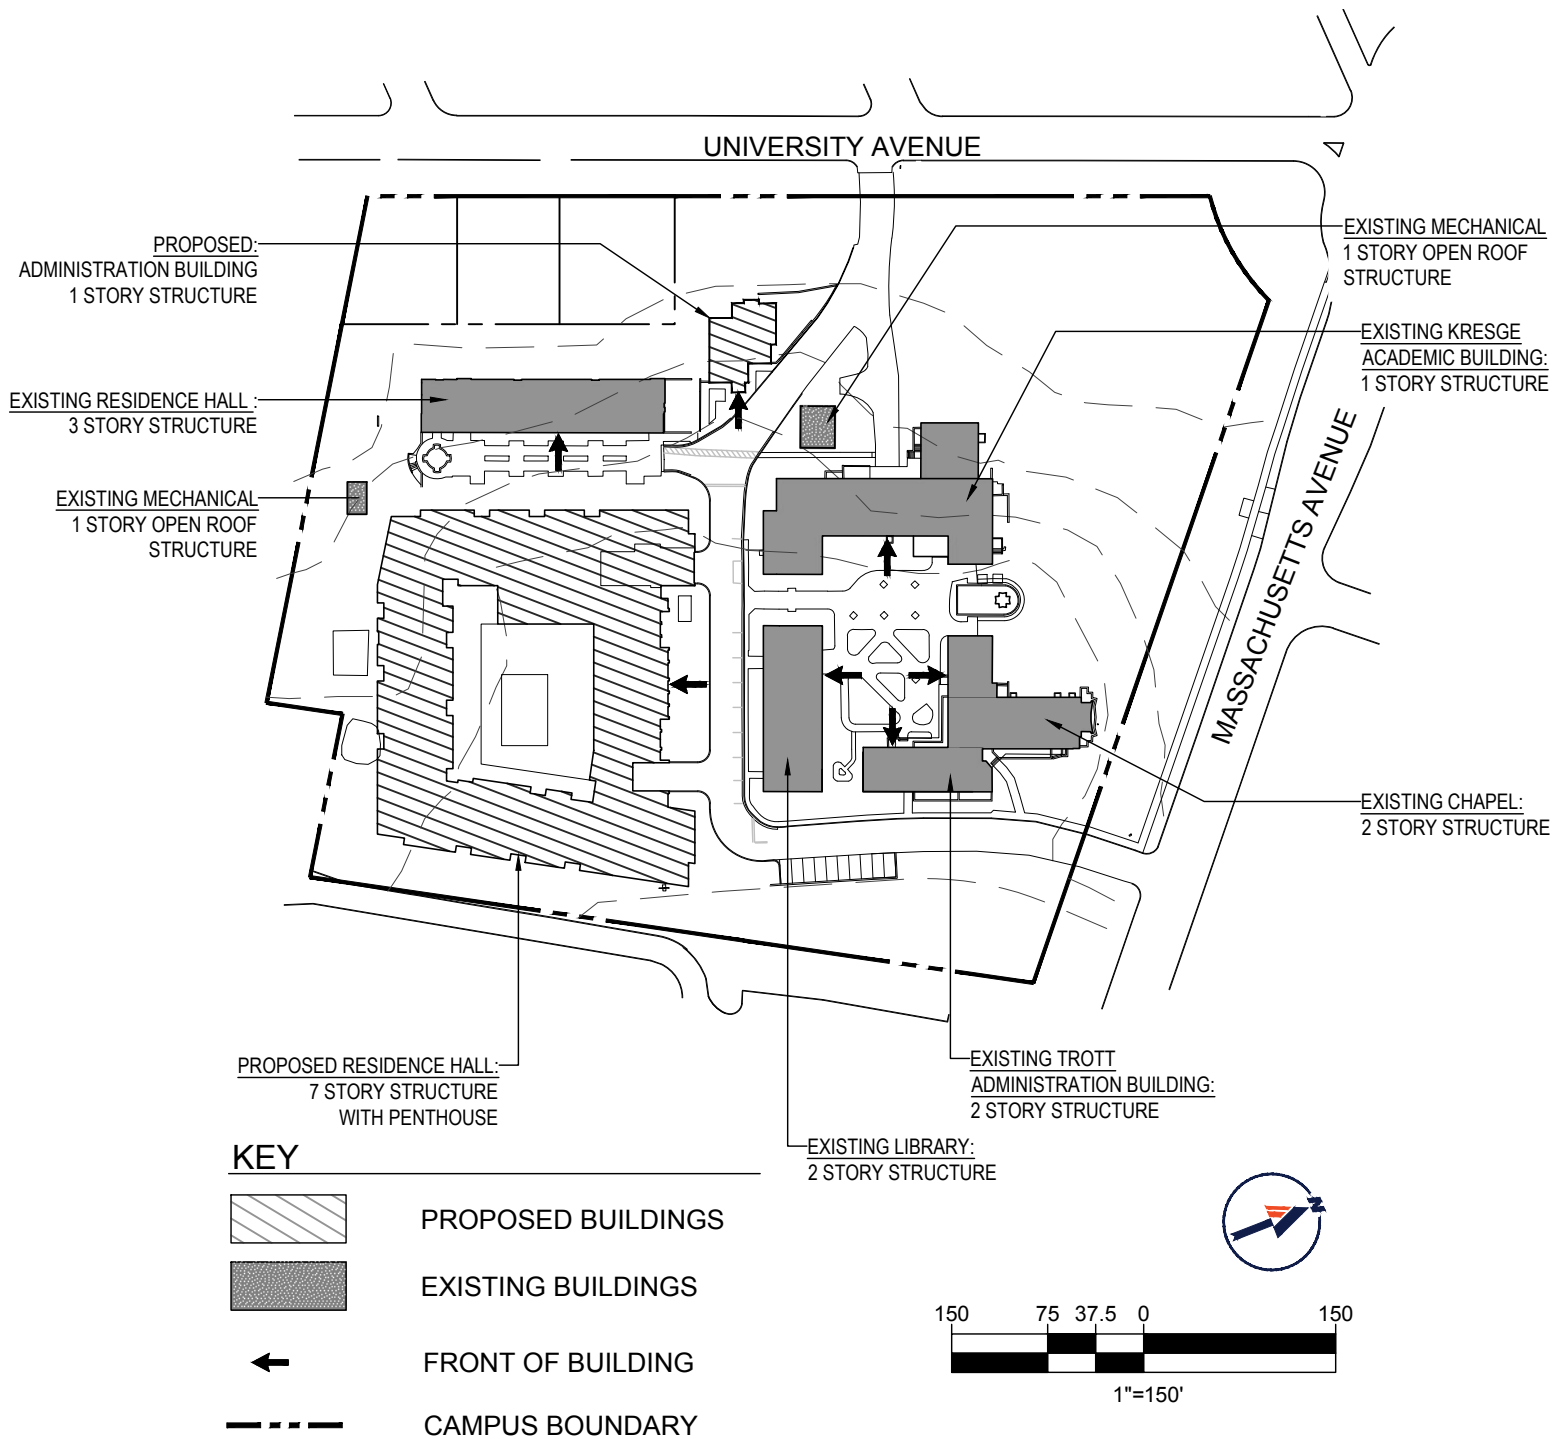 UNIVERSITY AVENUE
PROPOSED:
ADMINISTRATION BUILDING
1 STORY STRUCTURE
EXISTING MECHANICAL
1 STORY OPEN ROOF
STRUCTURE
EXISTING KRESGE
ACADEMIC BUILDING:
1 STORY STRUCTURE
EXISTING RESIDENCE HALL :
3 STORY STRUCTURE
EXISTING MECHANICAL
1 STORY OPEN ROOF
STRUCTURE
MASSACHUSETTS AVENUE
EXISTING CHAPEL:
2 STORY STRUCTURE
PROPOSED RESIDENCE HALL:
7 STORY STRUCTURE
WITH PENTHOUSE
EXISTING TROTT
ADMINISTRATION BUILDING:
2 STORY STRUCTURE
EXISTING LIBRARY:
2 STORY STRUCTURE
KEY
PROPOSED BUILDINGS
EXISTING BUILDINGS
FRONT OF BUILDING
CAMPUS BOUNDARY
N
150 75 37.5 0 150
1"=150'